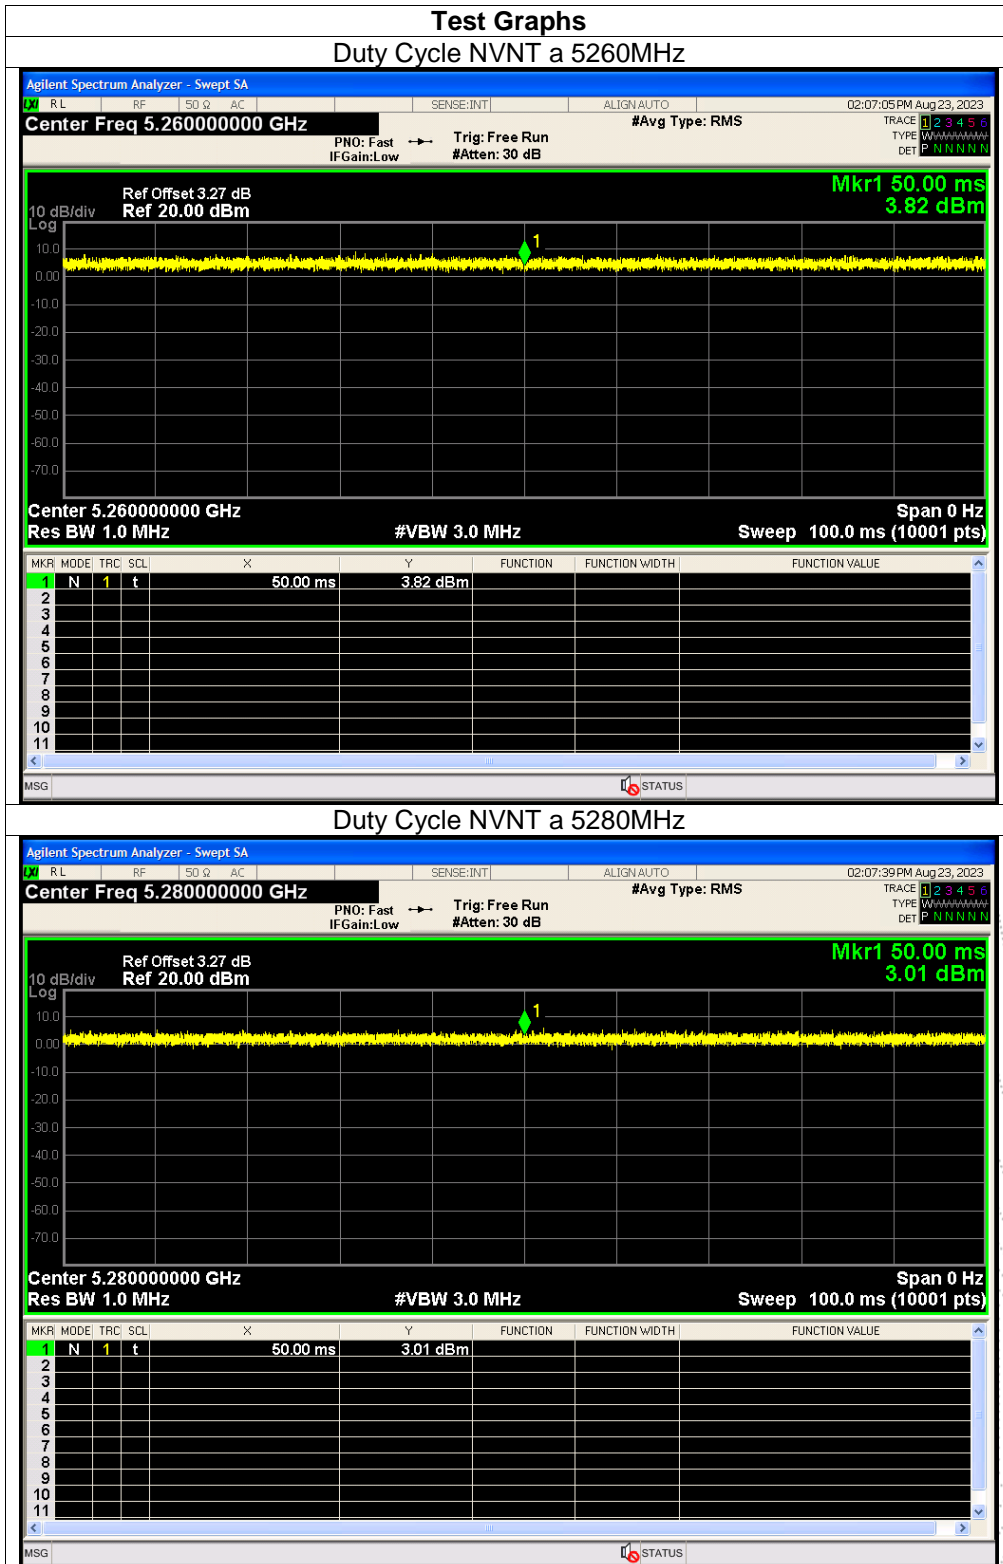 Test Graphs
Duty Cycle NVNT a 5260MHz
Agilent Spectrum Analyzer - Swept SA
LXI RL RF 50 Ω AC SENSE:INT ALIGN AUTO 02:07:05 PM Aug 23, 2023
Center Freq 5.260000000 GHz #Avg Type: RMS TRACE 1 2 3 4 5 6
PNO: Fast Trig: Free Run TYPE WWWWWW
IFGain:Low #Atten: 30 dB DET P N N N N N
Mkr1 50.00 ms
Ref Offset 3.27 dB
10 dB/div Ref 20.00 dBm 3.82 dBm
Log
1
10.0
0.00
-10.0
-20.0
-30.0
-40.0
-50.0
-60.0
-70.0
Center 5.260000000 GHz Span 0 Hz
Res BW 1.0 MHz #VBW 3.0 MHz Sweep 100.0 ms (10001 pts)
MKR MODE TRC SCL X Y FUNCTION FUNCTION WIDTH FUNCTION VALUE
1 N 1 t 50.00 ms 3.82 dBm
2
3
4
5
6
7
8
9
10
11
MSG STATUS
Duty Cycle NVNT a 5280MHz
Agilent Spectrum Analyzer - Swept SA
LXI RL RF 50 Ω AC SENSE:INT ALIGN AUTO 02:07:39 PM Aug 23, 2023
Center Freq 5.280000000 GHz #Avg Type: RMS TRACE 1 2 3 4 5 6
PNO: Fast Trig: Free Run TYPE WWWWWW
IFGain:Low #Atten: 30 dB DET P N N N N N
Mkr1 50.00 ms
Ref Offset 3.27 dB
10 dB/div Ref 20.00 dBm 3.01 dBm
Log
1
10.0
0.00
-10.0
-20.0
-30.0
-40.0
-50.0
-60.0
-70.0
Center 5.280000000 GHz Span 0 Hz
Res BW 1.0 MHz #VBW 3.0 MHz Sweep 100.0 ms (10001 pts)
MKR MODE TRC SCL X Y FUNCTION FUNCTION WIDTH FUNCTION VALUE
1 N 1 t 50.00 ms 3.01 dBm
2
3
4
5
6
7
8
9
10
11
MSG STATUS